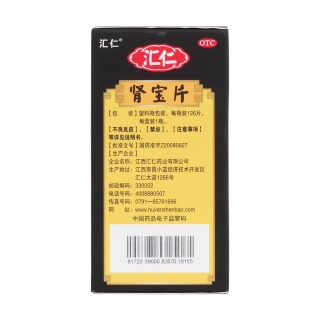 汇仁®
OTC
汇仁
肾宝片
【包    装】塑料瓶包装，每瓶装126片，
每盒装1瓶。
【不良反应】、【禁忌】、【注意事项】
等详见说明书。
【批准文号】国药准字Z20080627
【生产企业】
企业名称：江西汇仁药业有限公司
生产地址：江西南昌小蓝经济技术开发区
汇仁大道1266号
邮政编码：330052
电话号码：4008880507
传真号码：0791—85761686
网    址：www.huirenshenbao.com
中国药品电子监管码
81720 59000 82670 18155